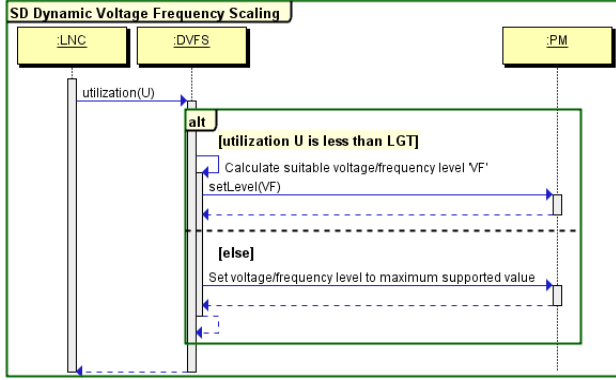 SD Dynamic Voltage Frequency Scaling
:LNC
:DVFS
:PM
utilization(U)
alt
[utilization U is less than LGT]
Calculate suitable voltage/frequency level 'VF'
setLevel(VF)
[else]
Set voltage/frequency level to maximum supported value